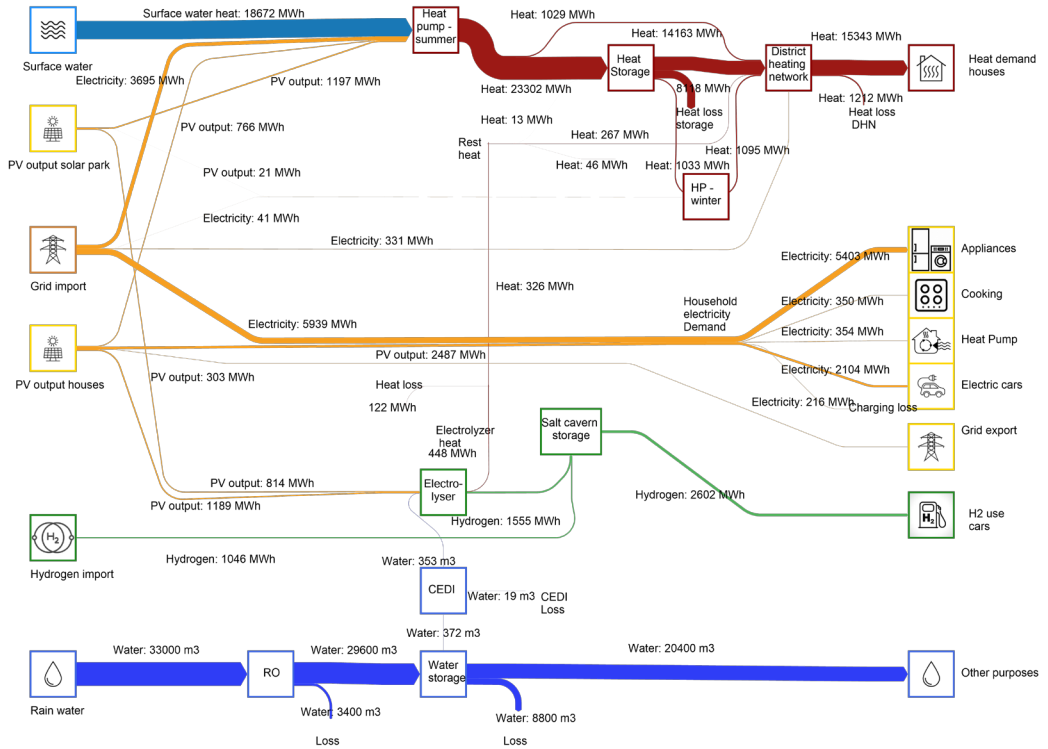 Surface water heat: 18672 MWh
Heat
pump -
summer
Heat: 1029 MWh
Heat: 14163 MWh
Heat: 15343 MWh
Surface water
Electricity: 3695 MWh
PV output: 1197 MWh
Heat: 23302 MWh
Heat
Storage
8118 MWh
District
heating
network
Heat demand
houses
Heat: 1212 MWh
Heat loss
DHN
Heat loss
storage
PV output: 766 MWh
Heat: 13 MWh
PV output solar park
Rest
heat
Heat: 267 MWh
Heat: 46 MWh
Heat: 1033 MWh
Heat: 1095 MWh
PV output: 21 MWh
HP -
winter
Electricity: 41 MWh
Electricity: 331 MWh
Grid import
Electricity: 5403 MWh
Appliances
Heat: 326 MWh
Household
electricity
Demand
Electricity: 350 MWh
Cooking
Electricity: 5939 MWh
Electricity: 354 MWh
Heat Pump
PV output: 2487 MWh
PV output houses
PV output: 303 MWh
Heat loss
122 MWh
Electricity: 2104 MWh
Electric cars
Electricity: 216 MWh
Charging loss
Salt cavern
storage
Grid export
Electrolyzer
heat
448 MWh
PV output: 814 MWh
PV output: 1189 MWh
Electro-
lyser
Hydrogen: 2602 MWh
Hydrogen: 1555 MWh
H2
H2
H2 use
cars
Hydrogen: 1046 MWh
Hydrogen import
Water: 353 m3
CEDI
Water: 19 m3
CEDI
Loss
Water: 372 m3
Water: 33000 m3
RO
Water: 29600 m3
Water
storage
Water: 20400 m3
Other purposes
Rain water
Water: 3400 m3
Water: 8800 m3
Loss
Loss